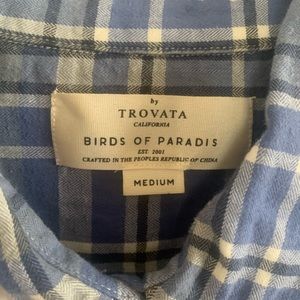 by
TROVATA
CALIFORNIA
BIRDS OF PARADIS
EST. 2001
CRAFTED IN THE PEOPLES REPUBLIC OF CHINA
MEDIUM